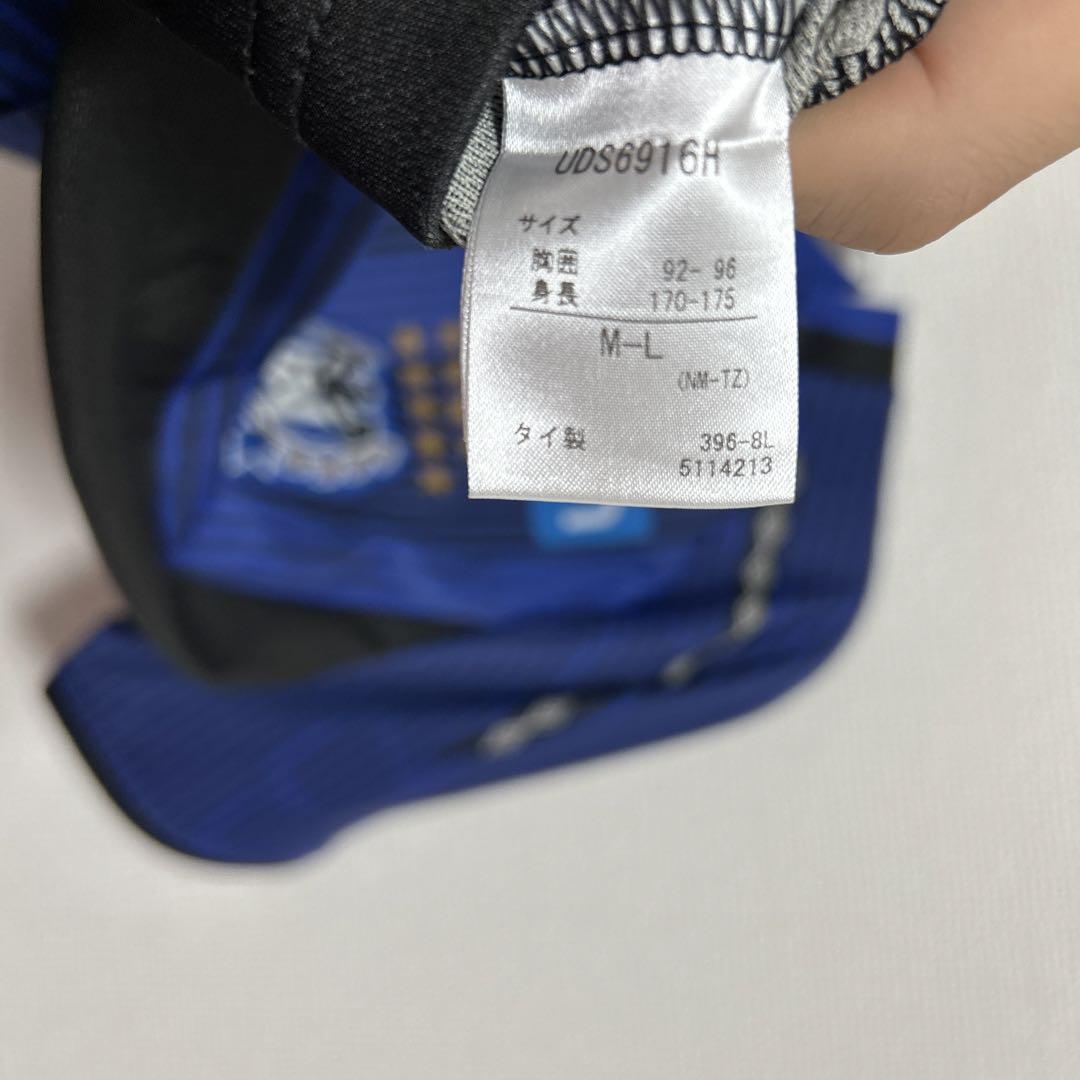 UDS6916H
サイズ
胸囲 92- 96
身長 170-175
M-L
(NM-TZ)
タイ製 396-8L
5114213